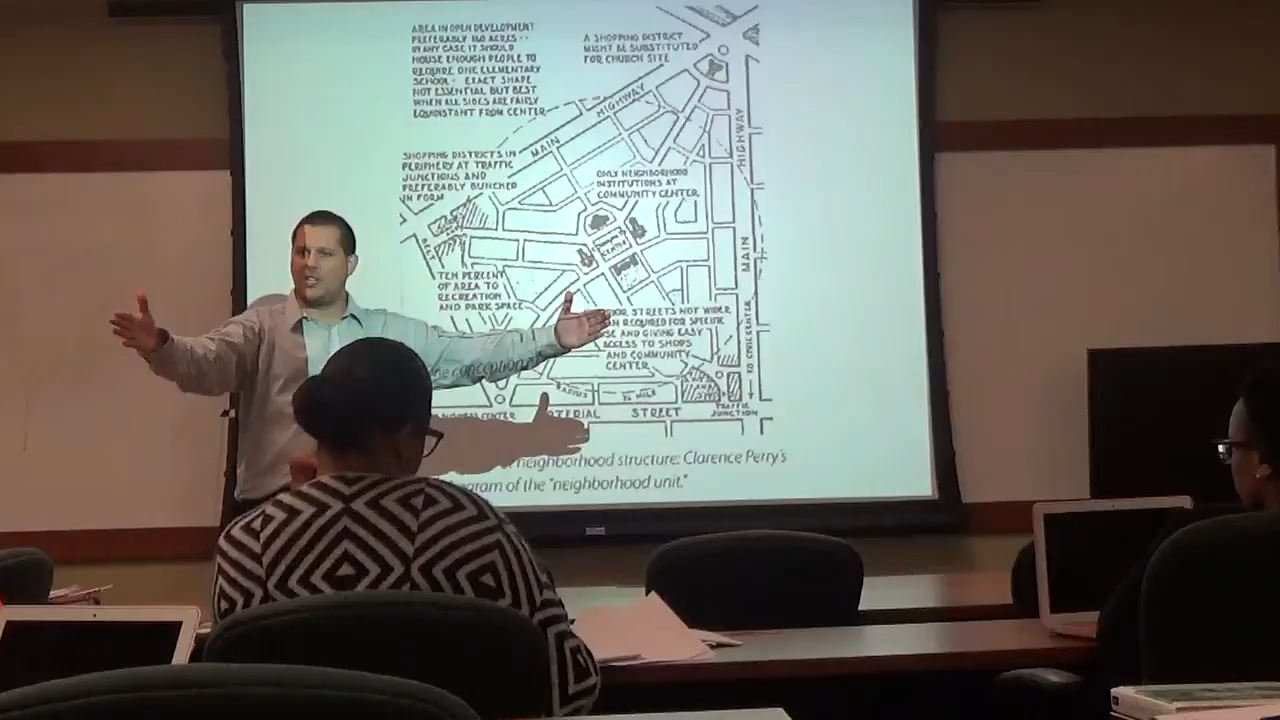 AREA IN OPEN DEVELOPMENT
PREFERABLY 160 ACRES··
IN ANY CASE IT SHOULD
HOUSE ENOUGH PEOPLE TO
REQUIRE ONE ELEMENTARY
SCHOOL· EXACT SHAPE
NOT ESSENTIAL BUT BEST
WHEN ALL SIDES ARE FAIRLY
EQUIDISTANT FROM CENTER
A SHOPPING DISTRICT
MIGHT BE SUBSTITUTED
FOR CHURCH SITE
MAIN HIGHWAY
HIGHWAY
MAIN
TO CIVIC CENTER
SHOPPING DISTRICTS IN
PERIPHERY AT TRAFFIC
JUNCTIONS AND
PREFERABLY BUNCHED
IN FORM
ONLY NEIGHBORHOOD
INSTITUTIONS AT
COMMUNITY CENTER
CENTER
TEN PERCENT
OF AREA TO
RECREATION
AND PARK SPACE
STREETS NOT WIDER
REQUIRED FOR SPECIFIC
AND GIVING EASY
ACCESS TO SHOPS
AND COMMUNITY
CENTER
conception
RADIUS MILE
CENTER
STREET
TRAFFIC
JUNCTION
neighborhood structure: Clarence Perry's
of the "neighborhood unit."